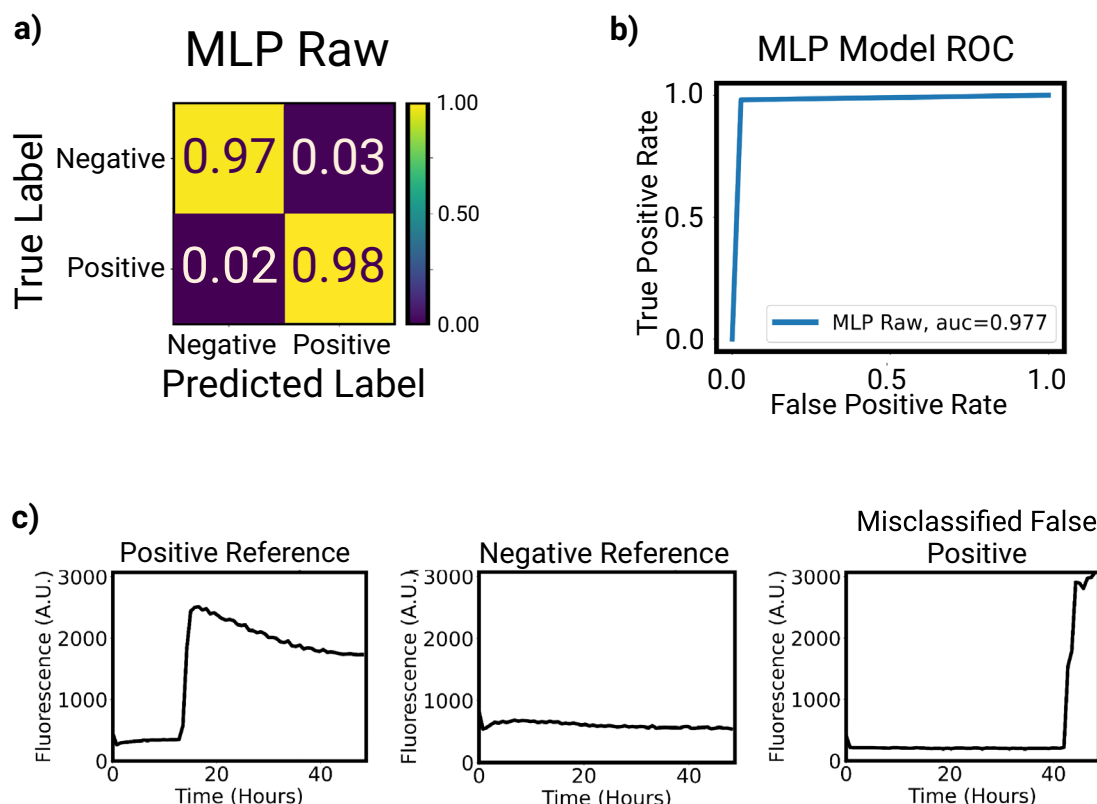 a)
MLP Raw
True Label
Negative
Positive
0.97 0.03
0.02 0.98
1.00
0.50
0.00
Negative Positive
Predicted Label
b)
MLP Model ROC
True Positive Rate
1.0
0.5
0.0
MLP Raw, auc=0.977
0.0 0.5 1.0
False Positive Rate
c)
Positive Reference
Fluorescence (A.U.)
3000
2000
1000
0
0 20 40
Time (Hours)
Negative Reference
Fluorescence (A.U.)
3000
2000
1000
0
0 20 40
Time (Hours)
Misclassified False
Positive
Fluorescence (A.U.)
3000
2000
1000
0
0 20 40
Time (Hours)